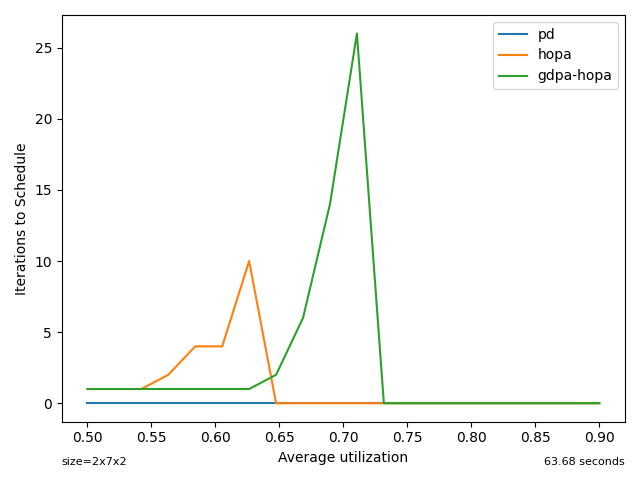 pd
hopa
gdpa-hopa
Iterations to Schedule
25
20
15
10
5
0
0.50 0.55 0.60 0.65 0.70 0.75 0.80 0.85 0.90
Average utilization
size=2x7x2
63.68 seconds